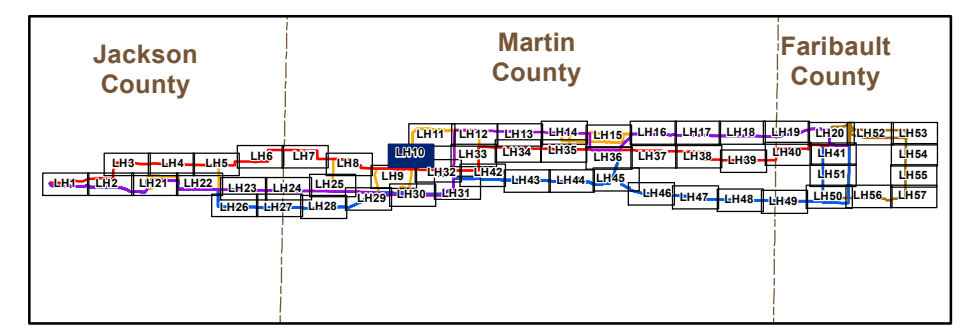 Jackson
County
Martin
County
Faribault
County
LH11 LH12 LH13 LH14 LH15 LH16 LH17 LH18 LH19 LH20 LH52 LH53
LH10 LH33 LH34 LH35 LH36 LH37 LH38 LH39 LH40 LH41 LH54
LH3 LH4 LH5 LH6 LH7 LH8 LH9 LH32 LH42
LH1 LH2 LH21 LH22 LH23 LH24 LH25 LH30 LH31 LH43 LH44 LH45 LH51 LH55
LH26 LH27 LH28 LH29 LH46 LH47 LH48 LH49 LH50 LH56 LH57